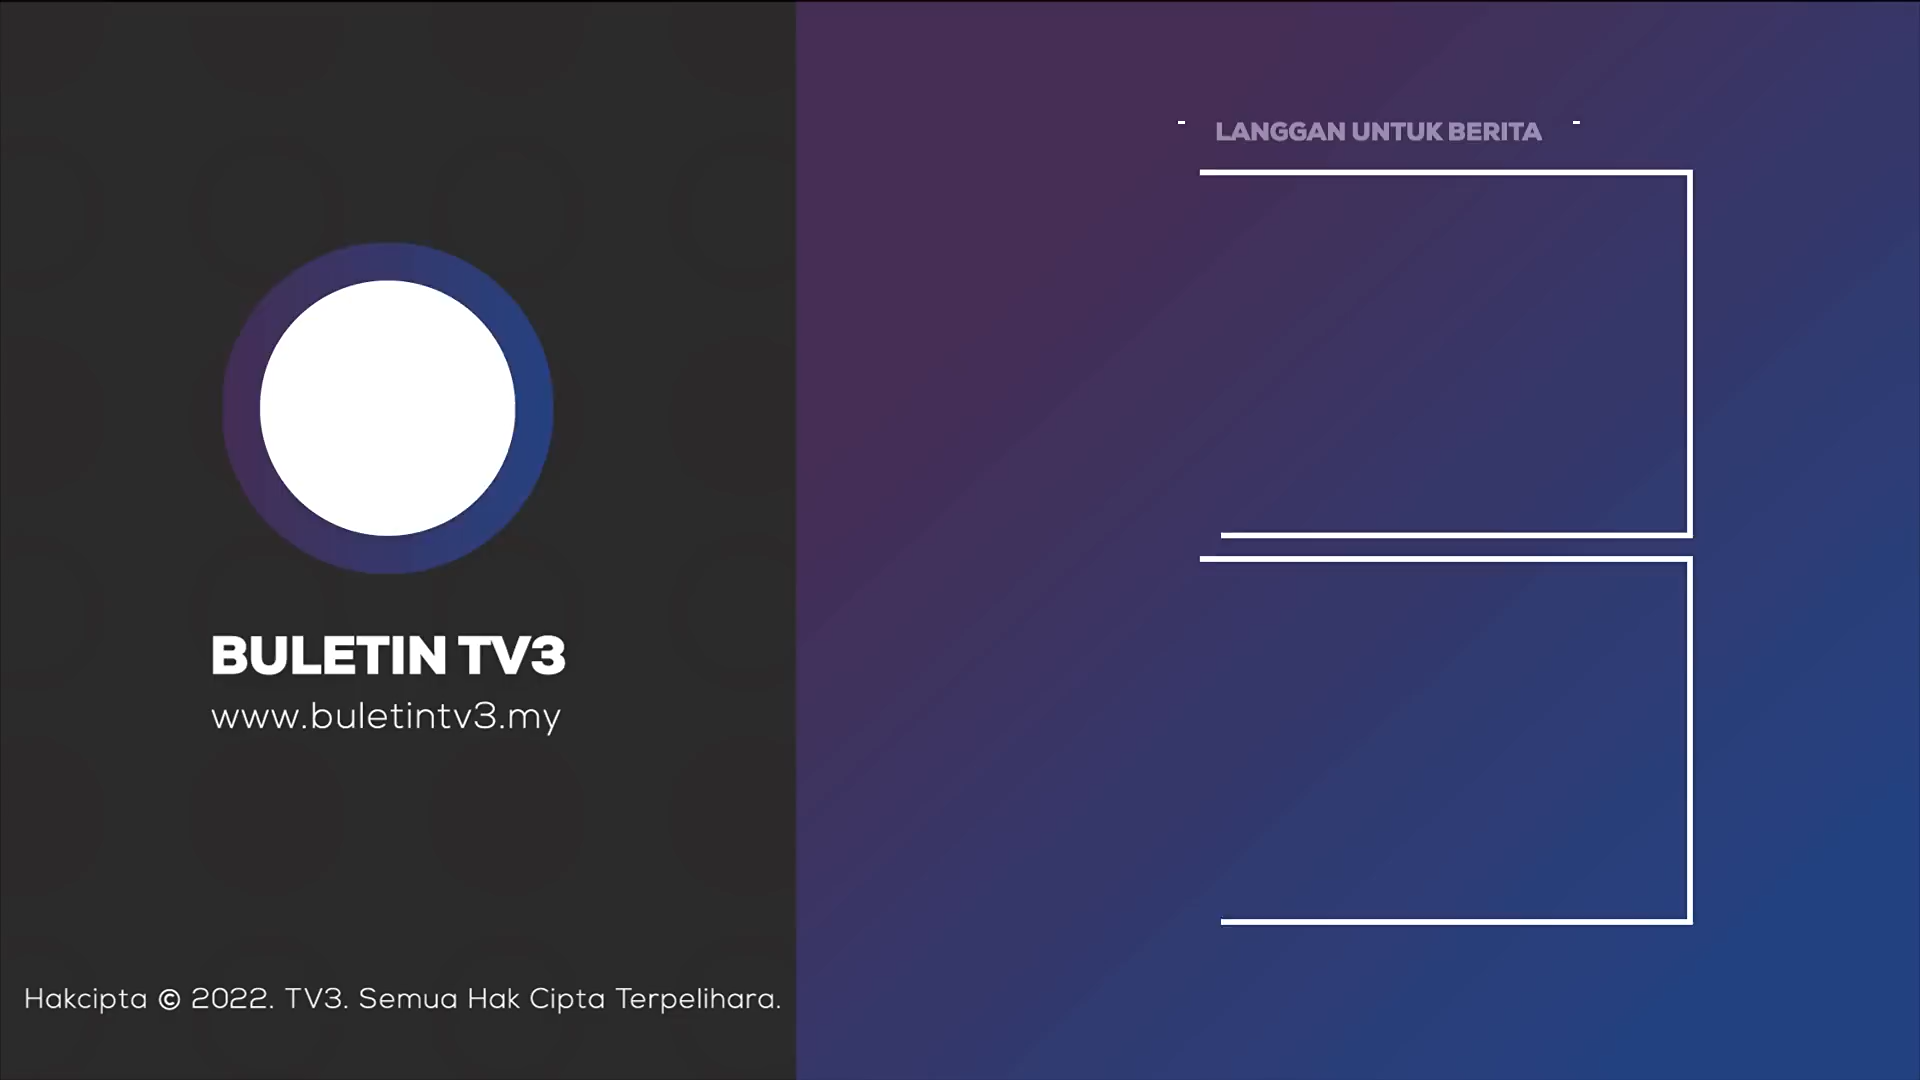 BULETIN TV3
www.buletintv3.my
Hakcipta © 2022. TV3. Semua Hak Cipta Terpelihara.
LANGGAN UNTUK BERITA